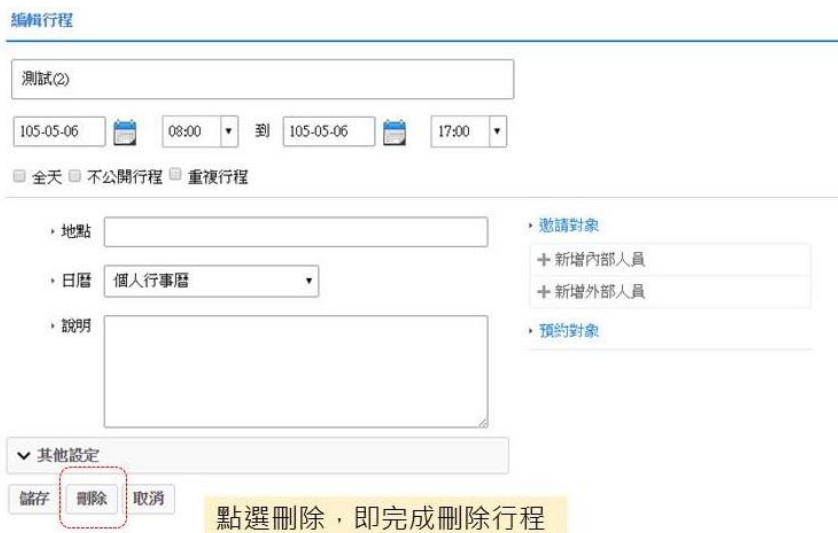 編輯行程
測試(2)
105-05-06 08:00 到 105-05-06 17:00
全天 不公開行程 重複行程
地點
日曆 個人行事曆
說明
邀請對象
新增內部人員
新增外部人員
預約對象
其他設定
儲存 刪除 取消
點選刪除，即完成刪除行程